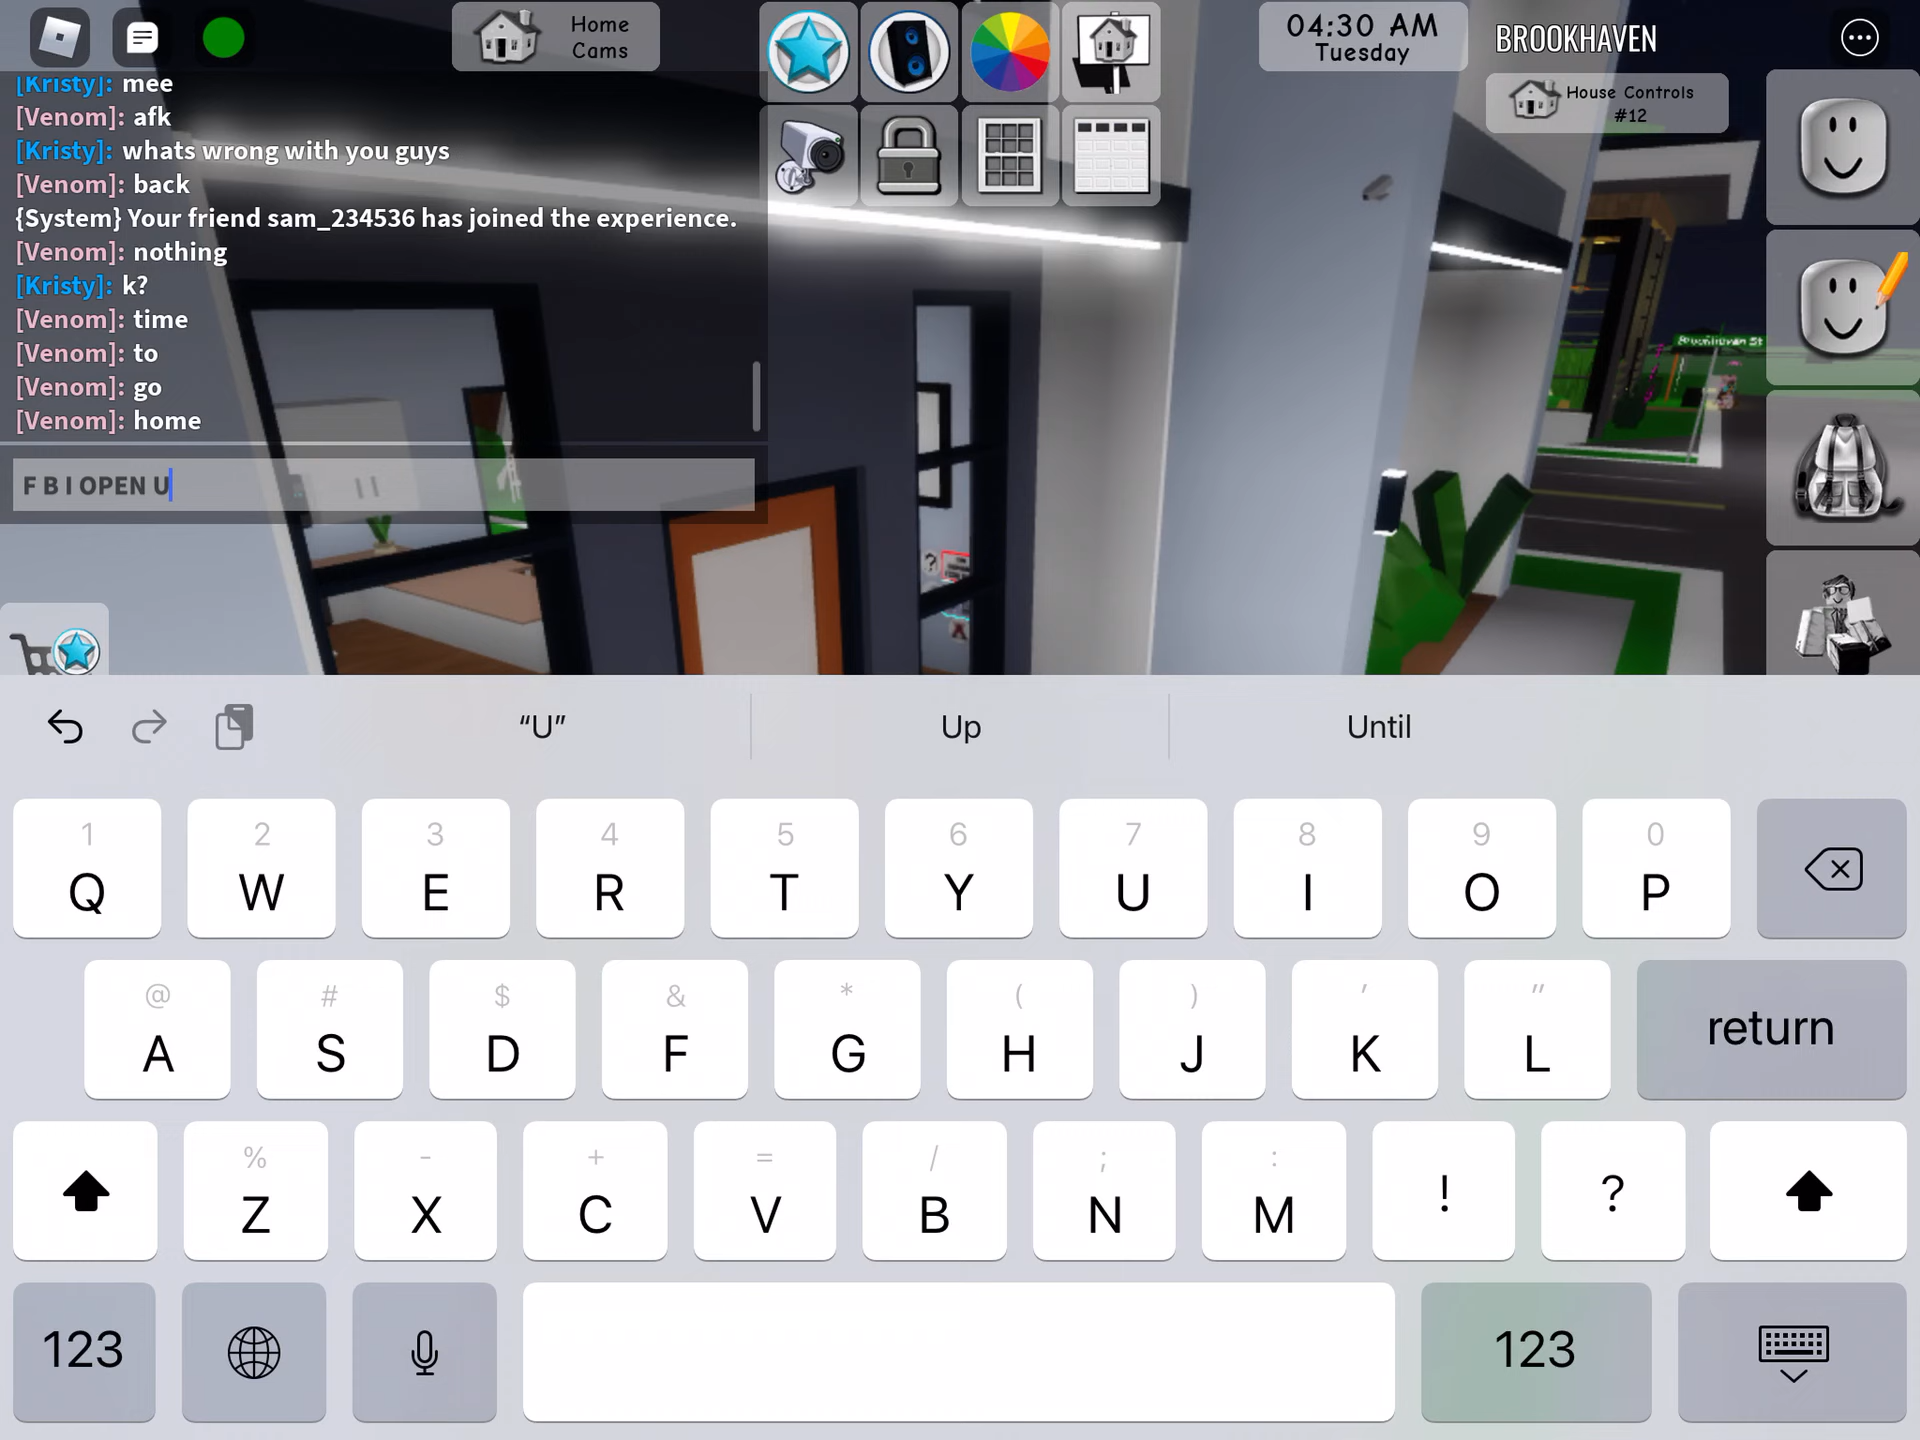 Home
Cams
04:30 AM
Tuesday
BROOKHAVEN
House Controls
#12
[Kristy]: mee
[Venom]: afk
[Kristy]: whats wrong with you guys
[Venom]: back
{System} Your friend sam_234536 has joined the experience.
[Venom]: nothing
[Kristy]: k?
[Venom]: time
[Venom]: to
[Venom]: go
[Venom]: home
F B I OPEN U
Brookhaven St
“U” Up Until
1 2 3 4 5 6 7 8 9 0
Q W E R T Y U I O P
@ # $ & * ( ) ' "
A S D F G H J K L return
% - + = / ; :
Z X C V B N M ! ?
123 123